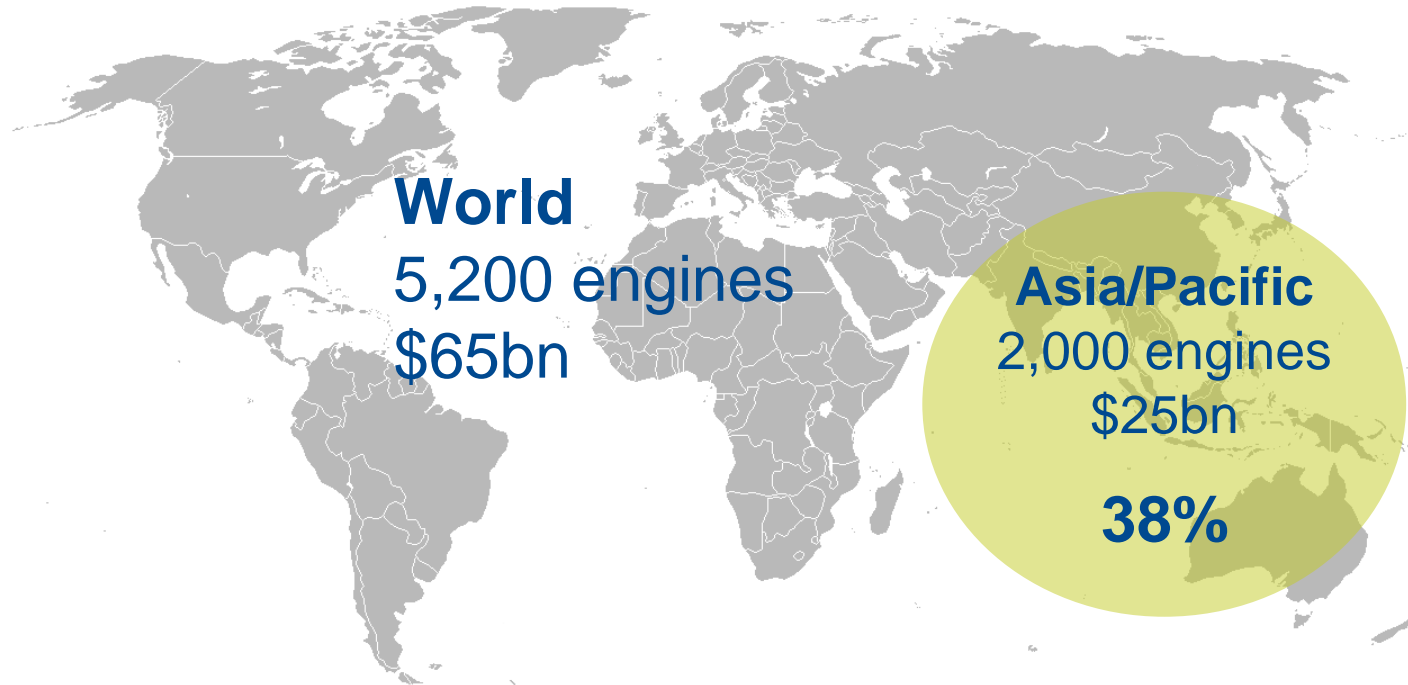 World
5,200 engines
$65bn
Asia/Pacific
2,000 engines
$25bn
38%